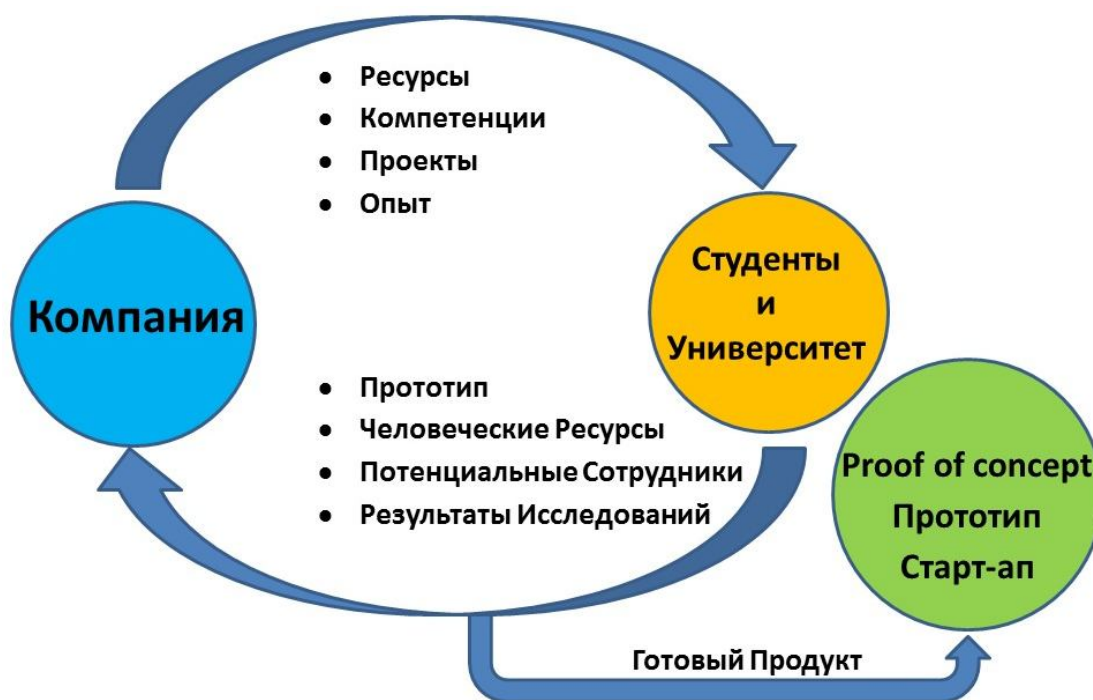 Ресурсы
Компетенции
Проекты
Опыт
Компания
Студенты
и
Университет
Прототип
Человеческие Ресурсы
Потенциальные Сотрудники
Результаты Исследований
Proof of concept
Прототип
Старт-ап
Готовый Продукт